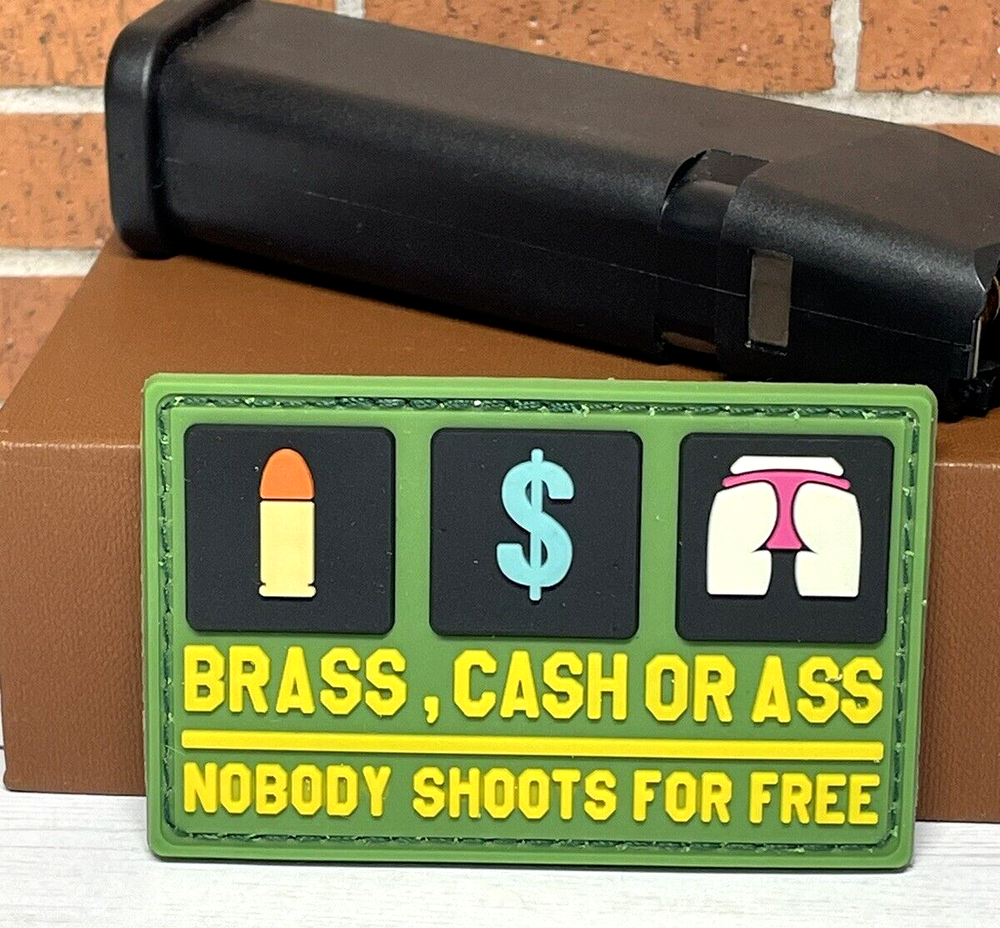 $
BRASS , CASH OR ASS
NOBODY SHOOTS FOR FREE